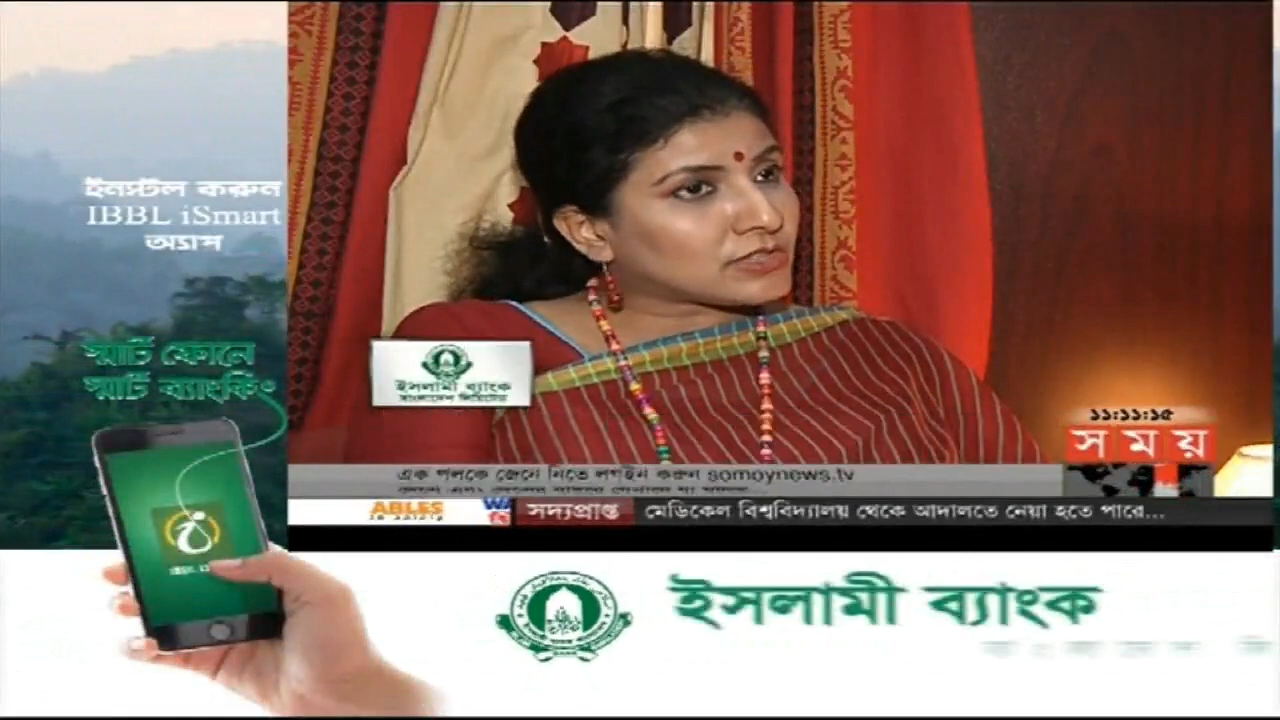 ইনস্টল করুন
IBBL iSmart
অ্যাপ
স্মার্ট ফোনে
স্মার্ট ব্যাংকিং
ইসলামী ব্যাংক
বাংলাদেশ লিমিটেড
১১:১১:১৫
সময়
এক পলকে জেনে নিতে লগইন করুন somoynews.tv
ABLES
সদ্যপ্রাপ্ত মেডিকেল বিশ্ববিদ্যালয় থেকে আদালতে নেয়া হতে পারে...
ইসলামী ব্যাংক